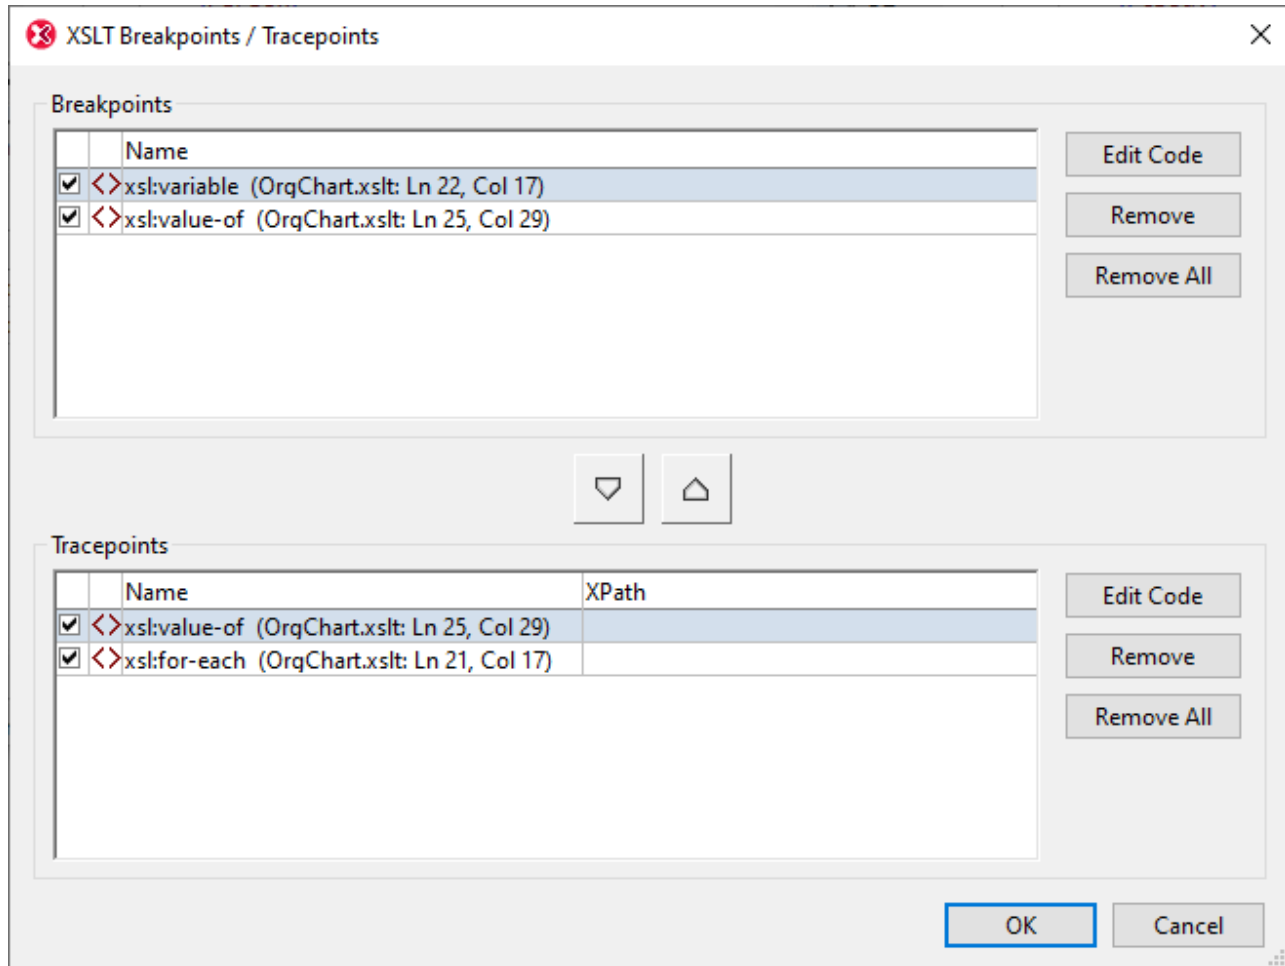 XSLT Breakpoints / Tracepoints
Breakpoints
Name
xsl:variable (OrgChart.xslt: Ln 22, Col 17)
xsl:value-of (OrgChart.xslt: Ln 25, Col 29)
Edit Code
Remove
Remove All
Tracepoints
Name XPath
xsl:value-of (OrgChart.xslt: Ln 25, Col 29)
xsl:for-each (OrgChart.xslt: Ln 21, Col 17)
Edit Code
Remove
Remove All
OK Cancel